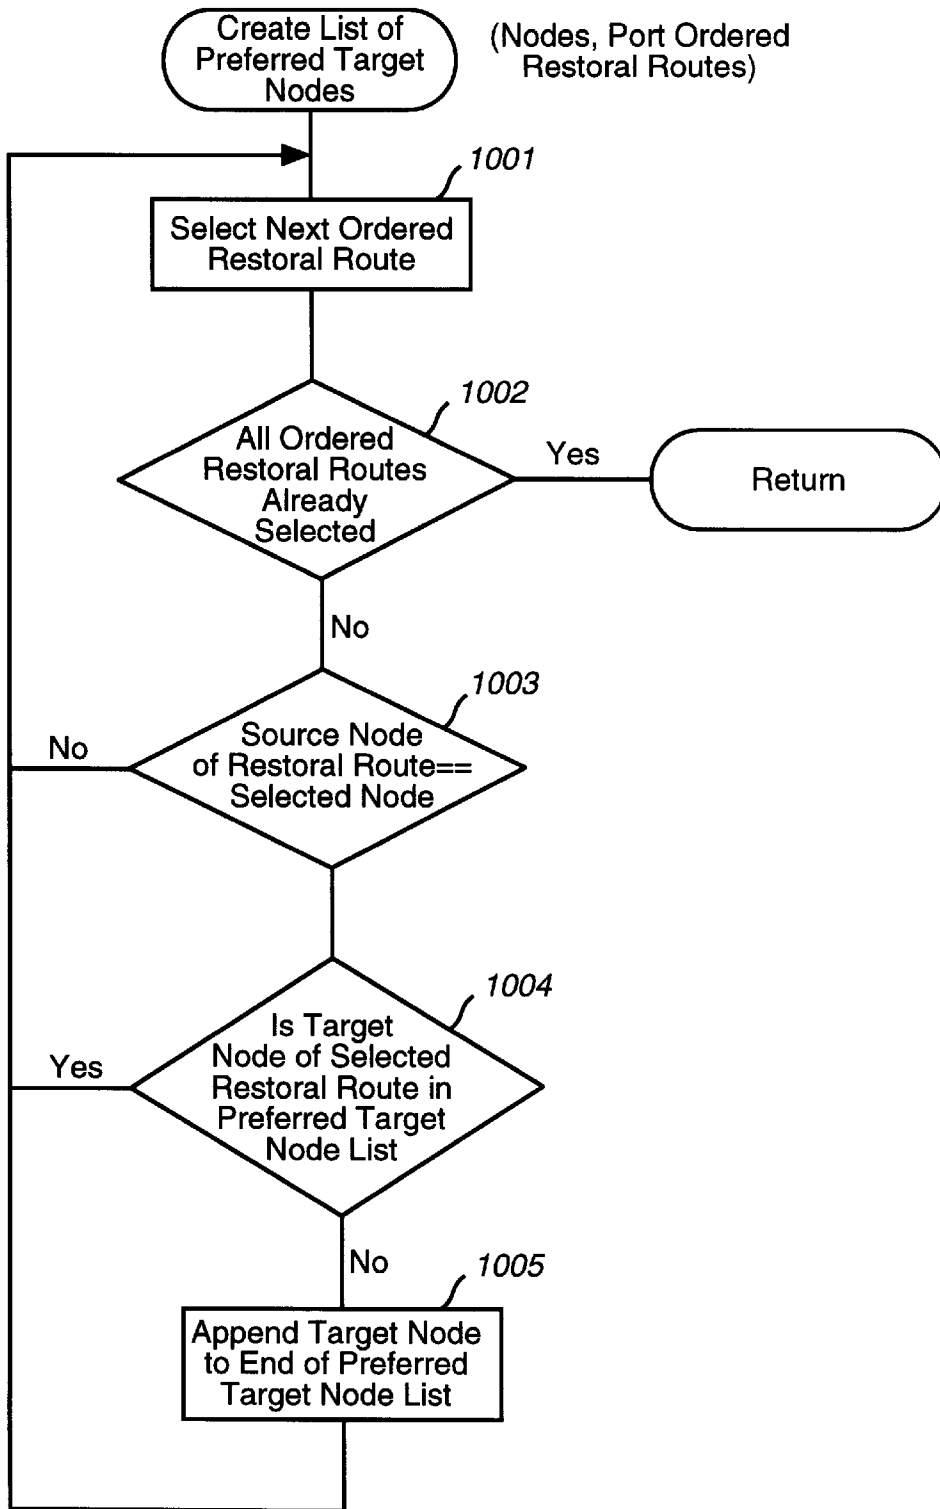 Create List of
Preferred Target
Nodes
(Nodes, Port Ordered
Restoral Routes)
1001
Select Next Ordered
Restoral Route
1002
All Ordered
Restoral Routes
Already
Selected
Yes
Return
No
1003
Source Node
of Restoral Route==
Selected Node
No
1004
Is Target
Node of Selected
Restoral Route in
Preferred Target
Node List
Yes
No
1005
Append Target Node
to End of Preferred
Target Node List